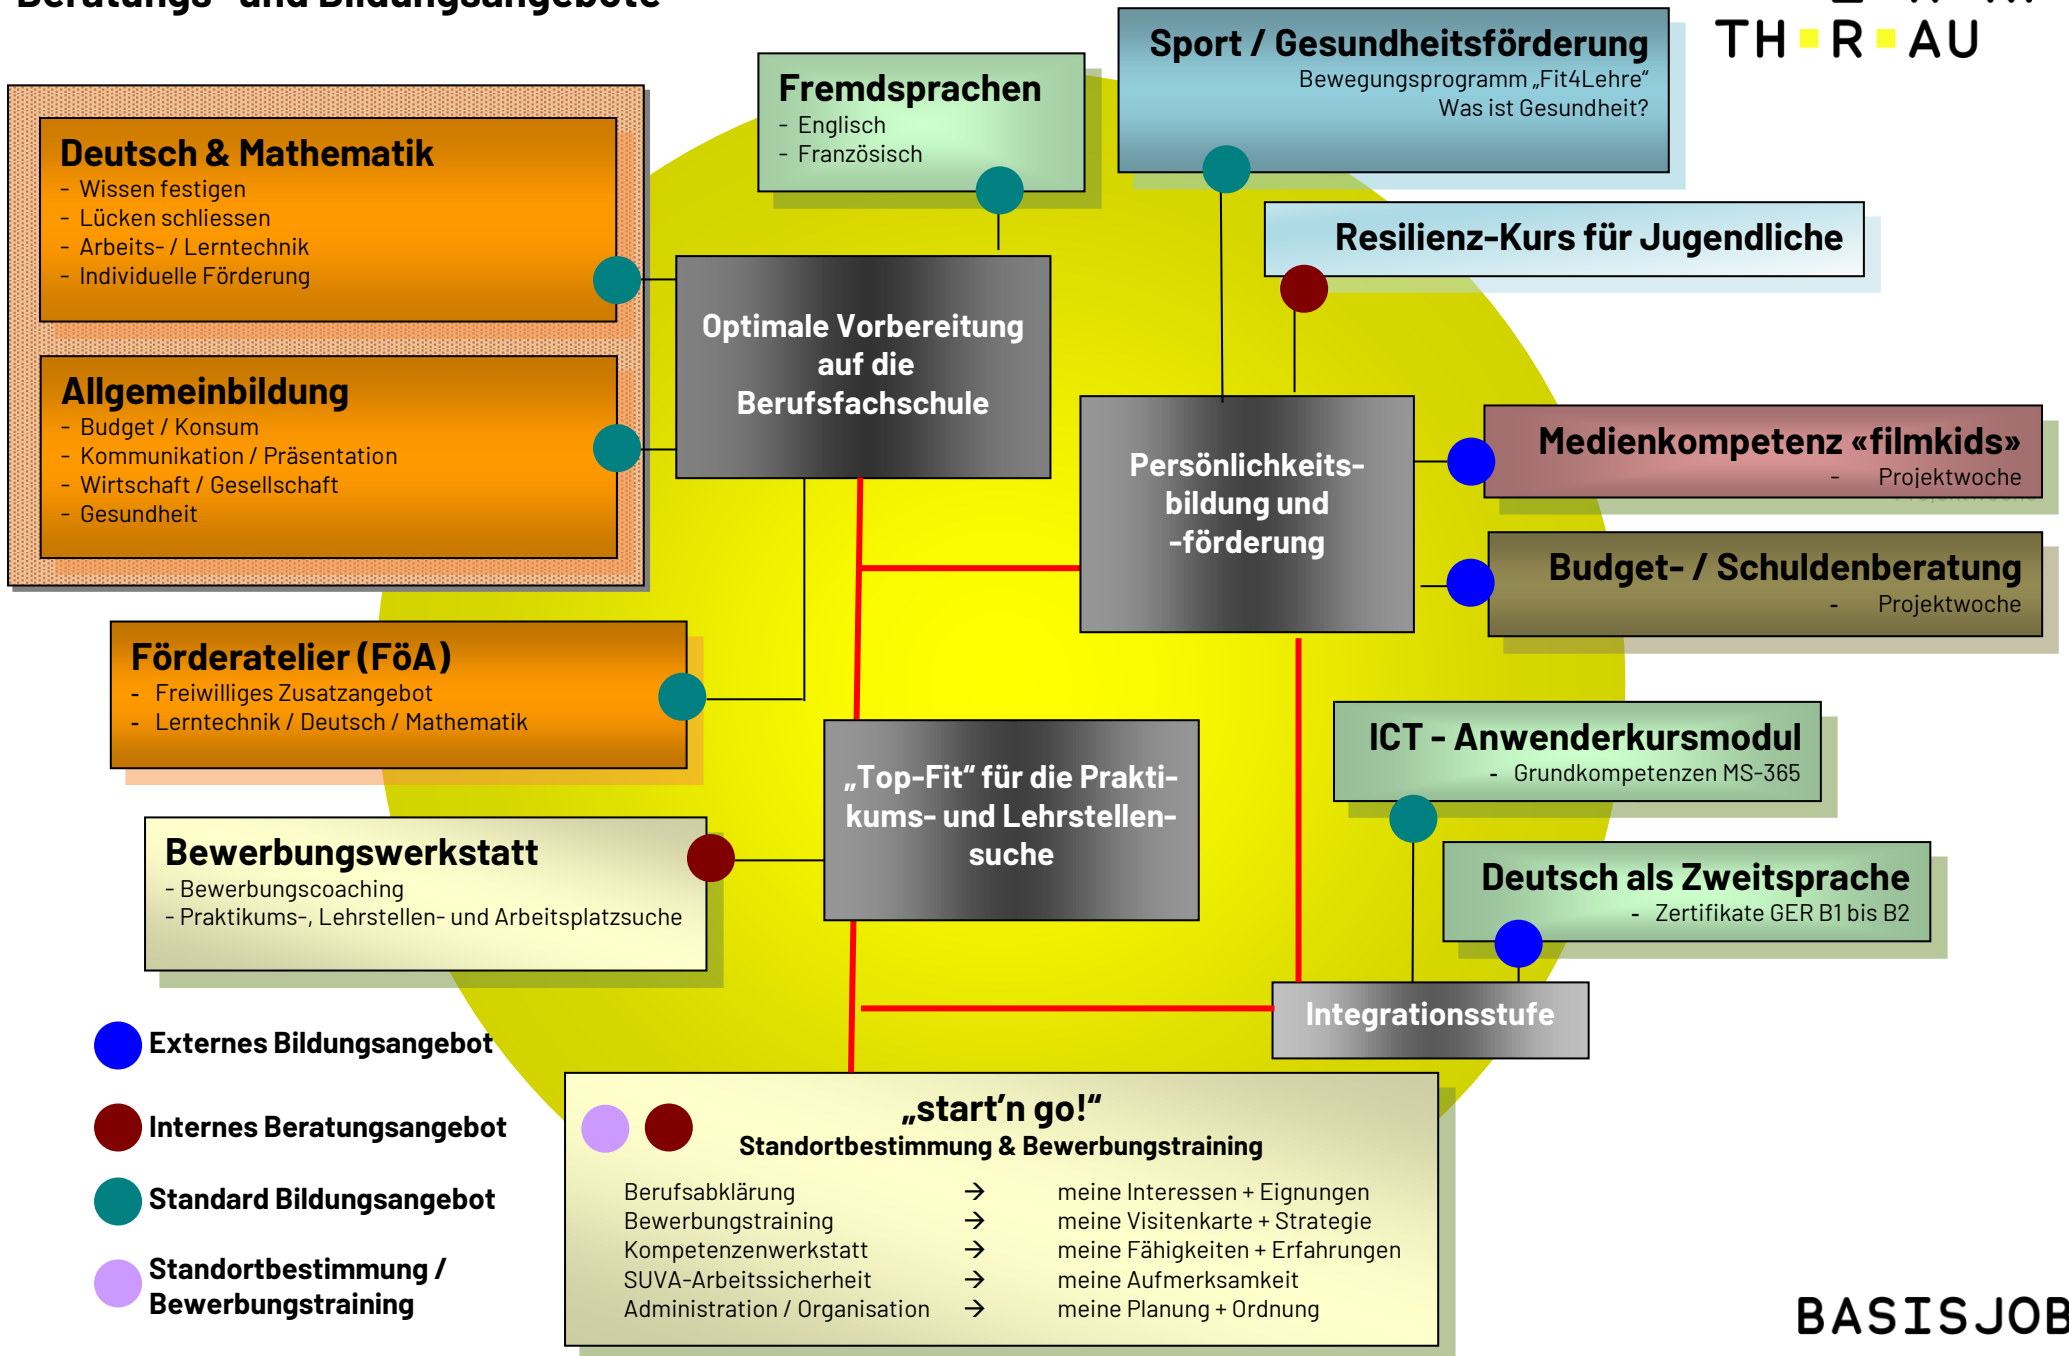 Beratungs- und Bildungsangebote
TH R AU
Sport / Gesundheitsförderung
Bewegungsprogramm „Fit4Lehre“
Was ist Gesundheit?
Fremdsprachen
- Englisch
- Französisch
Deutsch & Mathematik
- Wissen festigen
- Lücken schliessen
- Arbeits- / Lerntechnik
- Individuelle Förderung
Resilienz-Kurs für Jugendliche
Optimale Vorbereitung
auf die
Berufsfachschule
Allgemeinbildung
- Budget / Konsum
- Kommunikation / Präsentation
- Wirtschaft / Gesellschaft
- Gesundheit
Persönlichkeits-
bildung und
-förderung
Medienkompetenz «filmkids»
- Projektwoche
Budget- / Schuldenberatung
- Projektwoche
Förderatelier (FöA)
- Freiwilliges Zusatzangebot
- Lerntechnik / Deutsch / Mathematik
„Top-Fit“ für die Prakti-
kums- und Lehrstellen-
suche
ICT - Anwenderkursmodul
- Grundkompetenzen MS-365
Bewerbungswerkstatt
- Bewerbungscoaching
- Praktikums-, Lehrstellen- und Arbeitsplatzsuche
Deutsch als Zweitsprache
- Zertifikate GER B1 bis B2
Integrationsstufe
Externes Bildungsangebot
Internes Beratungsangebot
Standard Bildungsangebot
Standortbestimmung /
Bewerbungstraining
„start’n go!“
Standortbestimmung & Bewerbungstraining
Berufsabklärung → meine Interessen + Eignungen
Bewerbungstraining → meine Visitenkarte + Strategie
Kompetenzenwerkstatt → meine Fähigkeiten + Erfahrungen
SUVA-Arbeitssicherheit → meine Aufmerksamkeit
Administration / Organisation → meine Planung + Ordnung
BASISJOB